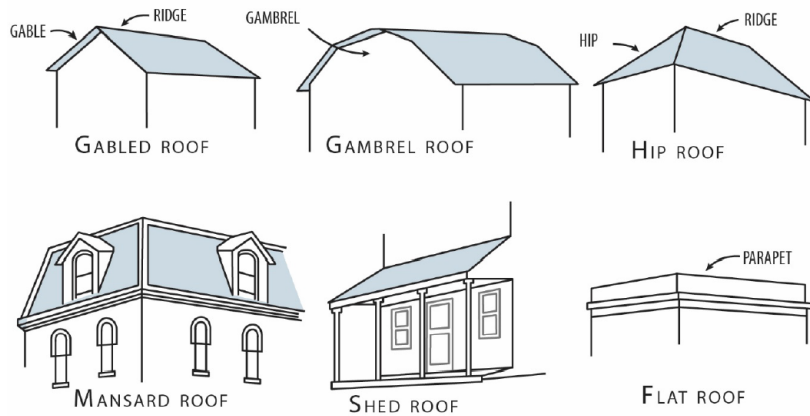 GABLE
RIDGE
GABLED ROOF
GAMBREL
GAMBREL ROOF
HIP
RIDGE
HIP ROOF
MANSARD ROOF
SHED ROOF
PARAPET
FLAT ROOF